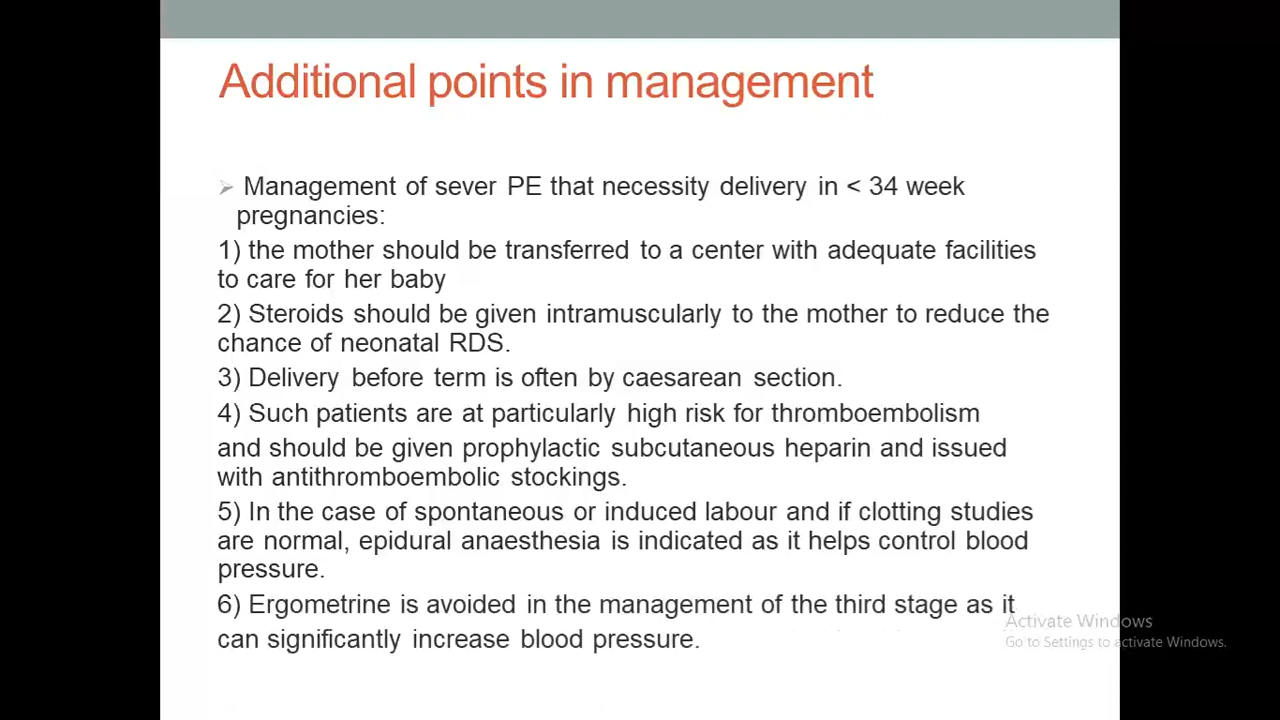 Additional points in management
➢ Management of sever PE that necessity delivery in < 34 week
pregnancies:
1) the mother should be transferred to a center with adequate facilities
to care for her baby
2) Steroids should be given intramuscularly to the mother to reduce the
chance of neonatal RDS.
3) Delivery before term is often by caesarean section.
4) Such patients are at particularly high risk for thromboembolism
and should be given prophylactic subcutaneous heparin and issued
with antithromboembolic stockings.
5) In the case of spontaneous or induced labour and if clotting studies
are normal, epidural anaesthesia is indicated as it helps control blood
pressure.
6) Ergometrine is avoided in the management of the third stage as it
can significantly increase blood pressure.
Activate Windows
Go to Settings to activate Windows.